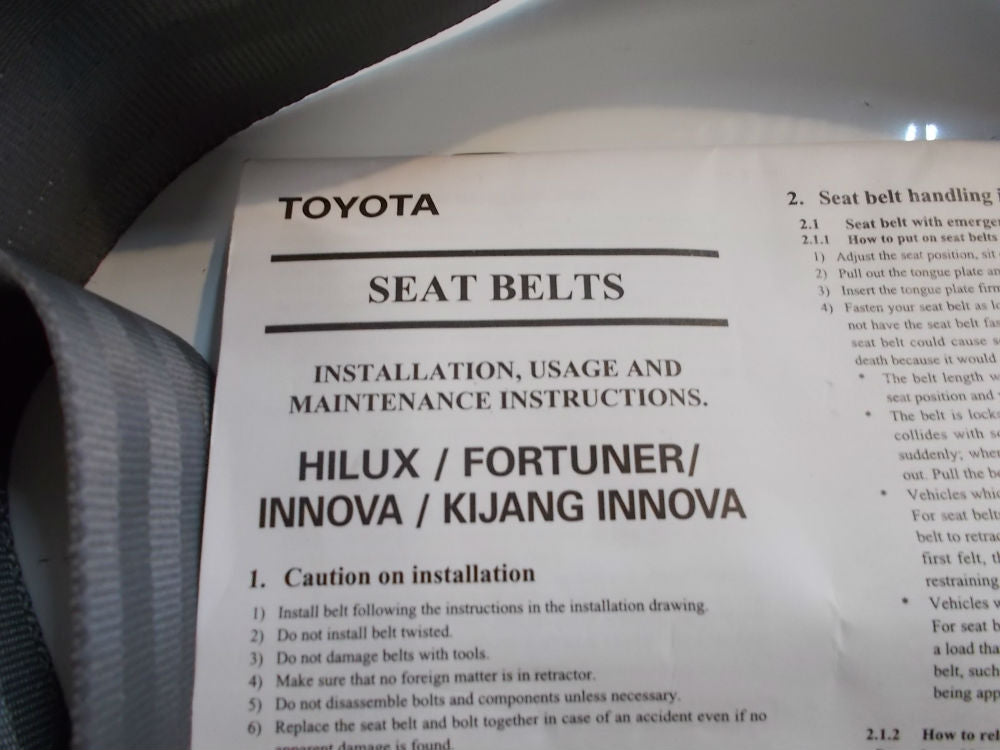 TOYOTA
SEAT BELTS
INSTALLATION, USAGE AND
MAINTENANCE INSTRUCTIONS.
HILUX / FORTUNER/
INNOVA / KIJANG INNOVA
1. Caution on installation
1) Install belt following the instructions in the installation drawing.
2) Do not install belt twisted.
3) Do not damage belts with tools.
4) Make sure that no foreign matter is in retractor.
5) Do not disassemble bolts and components unless necessary.
6) Replace the seat belt and bolt together in case of an accident even if no
apparent damage is found.
2. Seat belt handling
2.1 Seat belt with
2.1.1 How to put on seat belts
1) Adjust the seat position, sit
2) Pull out the tongue plate
3) Insert the tongue plate
4) Fasten your seat belt as
not have the seat belt
seat belt could cause
death because it would
• The belt length
seat position and
• The belt is
collides with
suddenly; when
out. Pull the
• Vehicles
For seat
belt to
first felt,
restraining
• Vehicles
For seat
a load
belt, such
being
2.1.2 How to